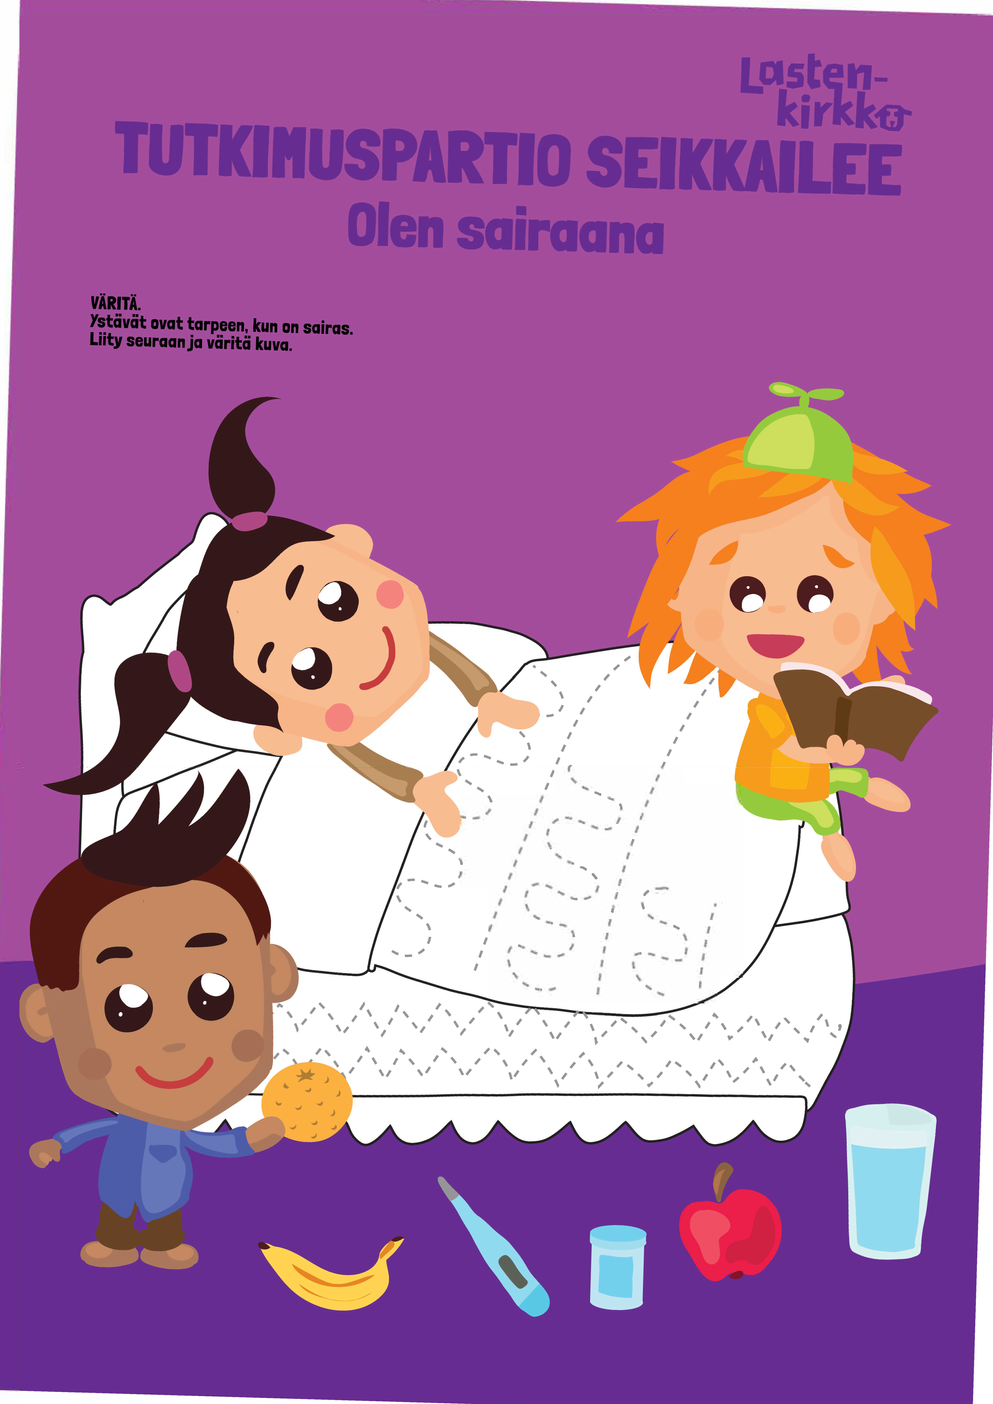 Lasten-
kirkko
TUTKIMUSPARTIO SEIKKAILEE
Olen sairaana
VÄRITÄ.
Ystävät ovat tarpeen, kun on sairas.
Liity seuraan ja väritä kuva.